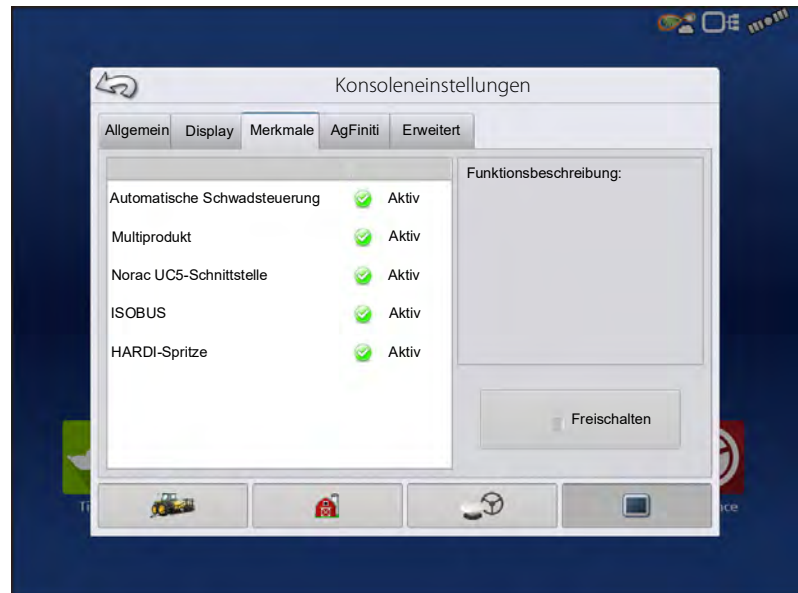 Konsoleneinstellungen
Allgemein Display Merkmale AgFiniti Erweitert
Funktionsbeschreibung:
Automatische Schwadsteuerung Aktiv
Multiprodukt Aktiv
Norac UC5-Schnittstelle Aktiv
ISOBUS Aktiv
HARDI-Spritze Aktiv
Freischalten